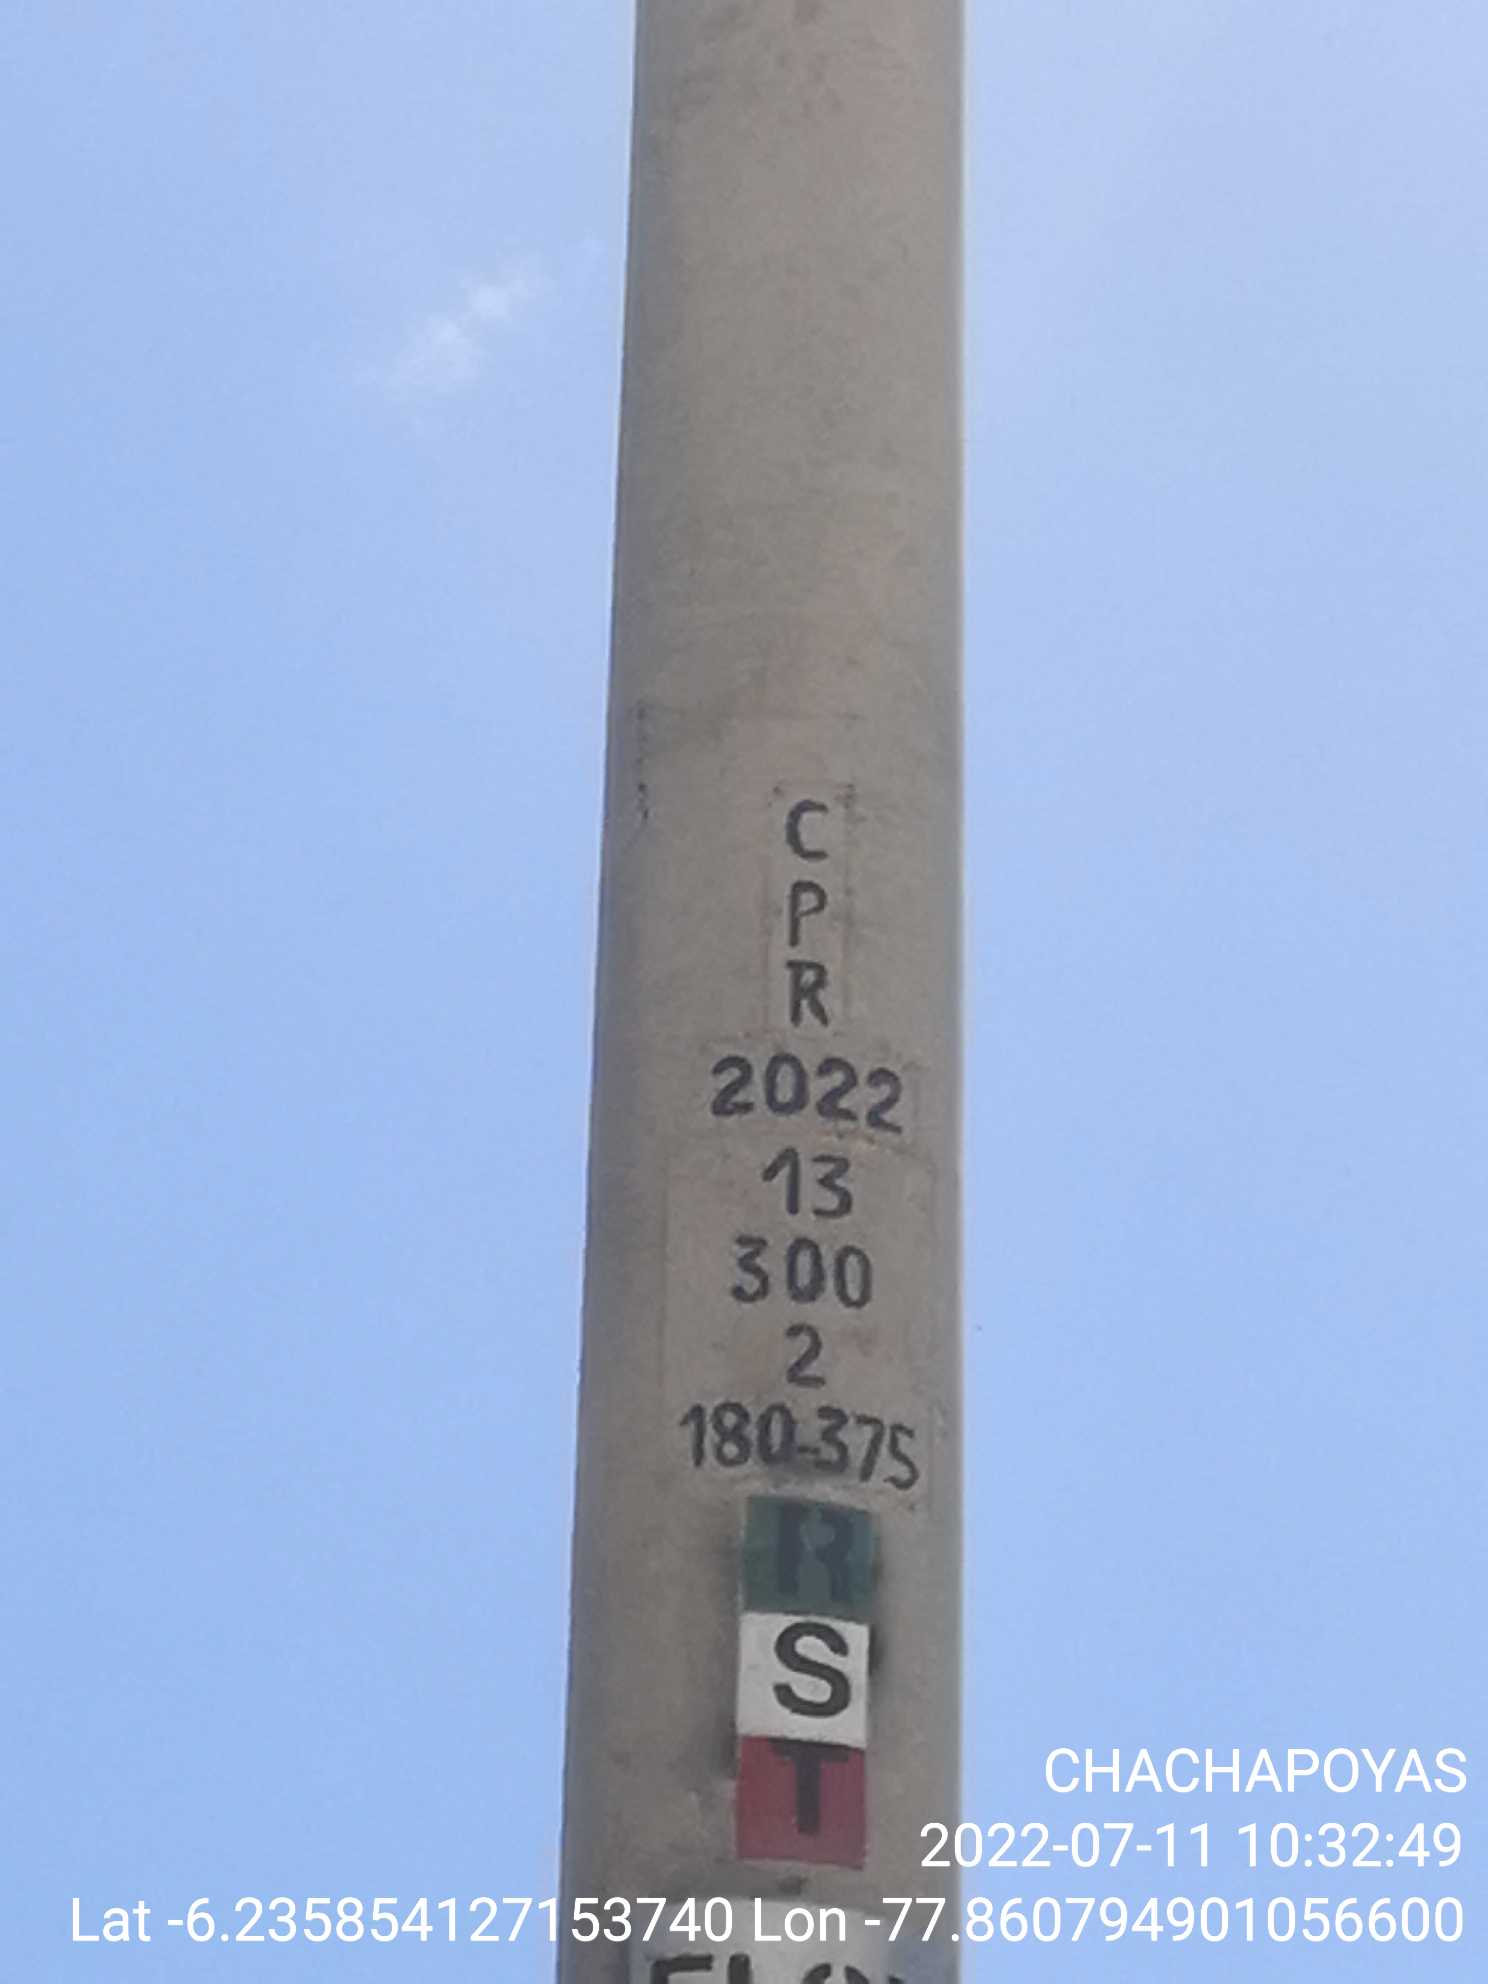 C
P
R
2022
13
300
2
180-375
R
S
T
CHACHAPOYAS
2022-07-11 10:32:49
Lat -6.235854127153740 Lon -77.860794901056600